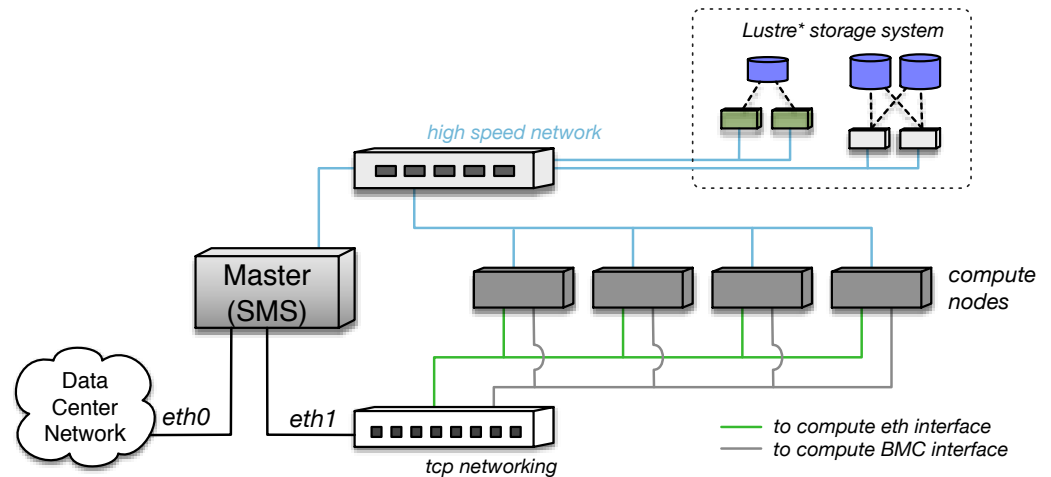 Lustre* storage system
high speed network
Master
(SMS)
compute
nodes
Data
Center
Network
eth0
eth1
tcp networking
to compute eth interface
to compute BMC interface